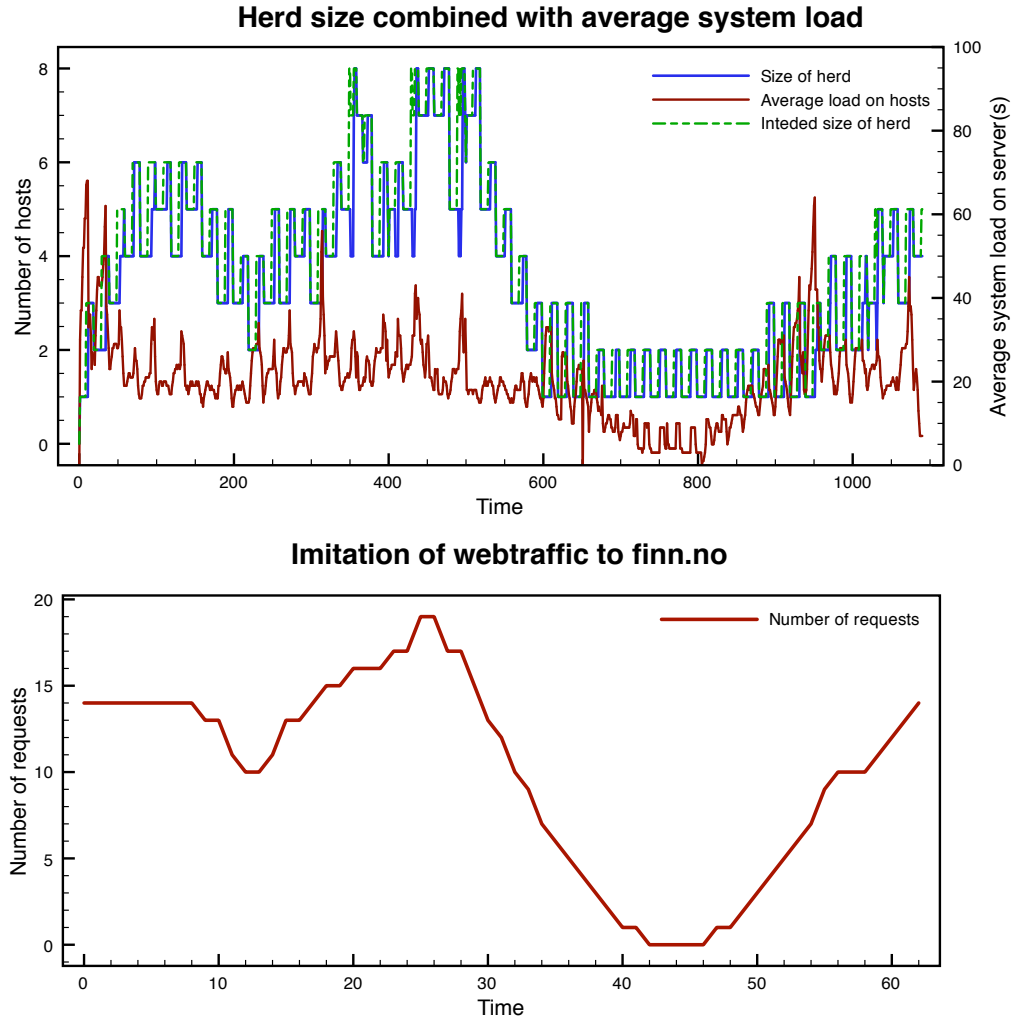 Herd size combined with average system load
Number of hosts
8
6
4
2
0
Size of herd
Average load on hosts
Inteded size of herd
100
80
60
40
20
0
Average system load on server(s)
0 200 400 600 800 1000
Time
Imitation of webtraffic to finn.no
Number of requests
20
15
10
5
0
Number of requests
0 10 20 30 40 50 60
Time